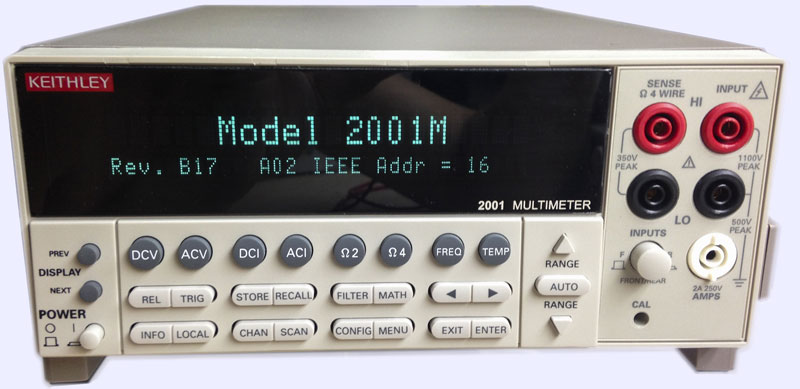 KEITHLEY
Model 2001M
Rev. B17 A02 IEEE Addr = 16
2001 MULTIMETER
PREV
DISPLAY
NEXT
POWER
DCV ACV DCI ACI Ω2 Ω4 FREQ TEMP
REL TRIG STORE RECALL FILTER MATH
INFO LOCAL CHAN SCAN CONFIG MENU EXIT ENTER
RANGE
AUTO
RANGE
SENSE
Ω 4 WIRE
INPUT
HI
350V
PEAK
1100V
PEAK
LO
500V
PEAK
INPUTS
F
FRONT/REAR
CAL
2A 250V
AMPS